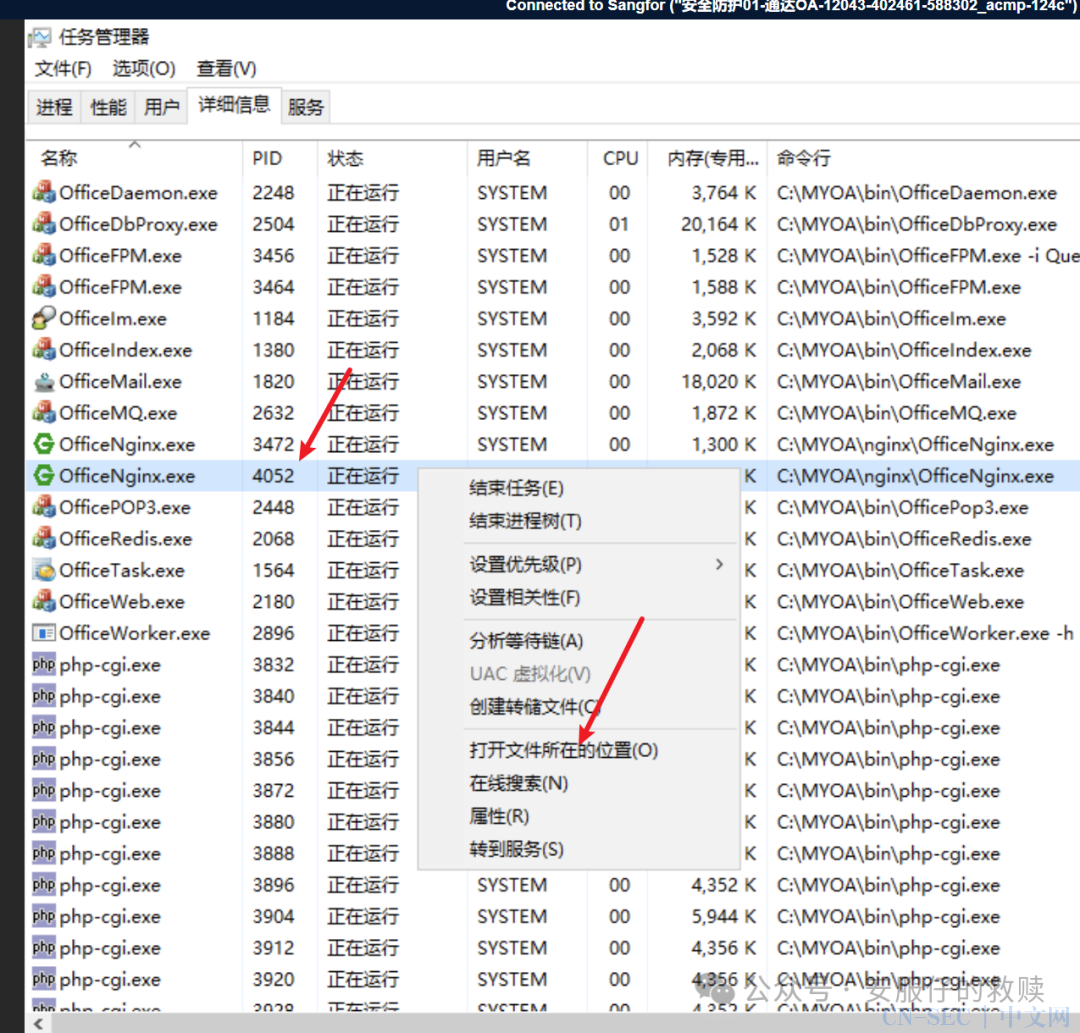 Connected to Sangfor ("安全防护01-通达OA-12043-402461-588302_acmp-124c")
任务管理器
文件(F) 选项(O) 查看(V)
进程 性能 用户 详细信息 服务
名称 PID 状态 用户名 CPU 内存(专用... 命令行
OfficeDaemon.exe 2248 正在运行 SYSTEM 00 3,764 K C:\MYOA\bin\OfficeDaemon.exe
OfficeDbProxy.exe 2504 正在运行 SYSTEM 01 20,164 K C:\MYOA\bin\OfficeDbProxy.exe
OfficeFPM.exe 3456 正在运行 SYSTEM 00 1,528 K C:\MYOA\bin\OfficeFPM.exe -i Que
OfficeFPM.exe 3464 正在运行 SYSTEM 00 1,588 K C:\MYOA\bin\OfficeFPM.exe
OfficeIm.exe 1184 正在运行 SYSTEM 00 3,592 K C:\MYOA\bin\OfficeIm.exe
OfficeIndex.exe 1380 正在运行 SYSTEM 00 2,068 K C:\MYOA\bin\OfficeIndex.exe
OfficeMail.exe 1820 正在运行 SYSTEM 00 18,020 K C:\MYOA\bin\OfficeMail.exe
OfficeMQ.exe 2632 正在运行 SYSTEM 00 1,872 K C:\MYOA\bin\OfficeMQ.exe
OfficeNginx.exe 3472 正在运行 SYSTEM 00 1,300 K C:\MYOA\nginx\OfficeNginx.exe
OfficeNginx.exe 4052 正在运行 K C:\MYOA\nginx\OfficeNginx.exe
OfficePOP3.exe 2448 正在运行 K C:\MYOA\bin\OfficePop3.exe
OfficeRedis.exe 2068 正在运行 K C:\MYOA\bin\OfficeRedis.exe
OfficeTask.exe 1564 正在运行 K C:\MYOA\bin\OfficeTask.exe
OfficeWeb.exe 2180 正在运行 K C:\MYOA\bin\OfficeWeb.exe
OfficeWorker.exe 2896 正在运行 K C:\MYOA\bin\OfficeWorker.exe -h
php php-cgi.exe 3832 正在运行 K C:\MYOA\bin\php-cgi.exe
php php-cgi.exe 3840 正在运行 K C:\MYOA\bin\php-cgi.exe
php php-cgi.exe 3844 正在运行 K C:\MYOA\bin\php-cgi.exe
php php-cgi.exe 3856 正在运行 K C:\MYOA\bin\php-cgi.exe
php php-cgi.exe 3872 正在运行 K C:\MYOA\bin\php-cgi.exe
php php-cgi.exe 3880 正在运行 K C:\MYOA\bin\php-cgi.exe
php php-cgi.exe 3888 正在运行 K C:\MYOA\bin\php-cgi.exe
php php-cgi.exe 3896 正在运行 SYSTEM 00 4,352 K C:\MYOA\bin\php-cgi.exe
php php-cgi.exe 3904 正在运行 SYSTEM 00 5,944 K C:\MYOA\bin\php-cgi.exe
php php-cgi.exe 3912 正在运行 SYSTEM 00 4,356 K C:\MYOA\bin\php-cgi.exe
php php-cgi.exe 3920 正在运行 SYSTEM 00 4,356 K C:\MYOA\bin\php-cgi.exe
php php-cgi.exe 3928 正在运行 SYSTEM 00 4,352 K C:\MYOA\bin\php-cgi.exe
结束任务(E)
结束进程树(T)
设置优先级(P)
设置相关性(F)
分析等待链(A)
UAC 虚拟化(V)
创建转储文件(C)
打开文件所在的位置(O)
在线搜索(N)
属性(R)
转到服务(S)
公众号 · 安服仔的救赎
CN-SEC 中文网